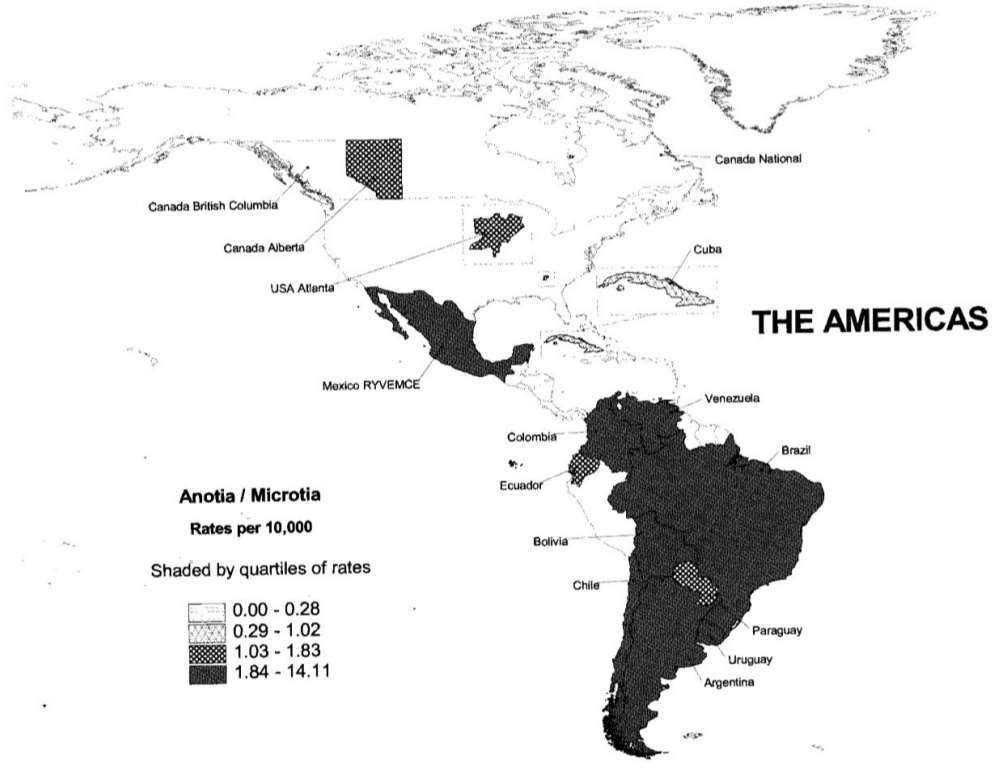 Canada National
Canada British Columbia
Canada Alberta
Cuba
USA Atlanta
THE AMERICAS
Mexico RYVEMCE
Venezuela
Colombia
Brazil
Ecuador
Anotia / Microtia
Rates per 10,000
Bolivia
Shaded by quartiles of rates
Chile
0.00 - 0.28
0.29 - 1.02
Paraguay
1.03 - 1.83
Uruguay
1.84 - 14.11
Argentina